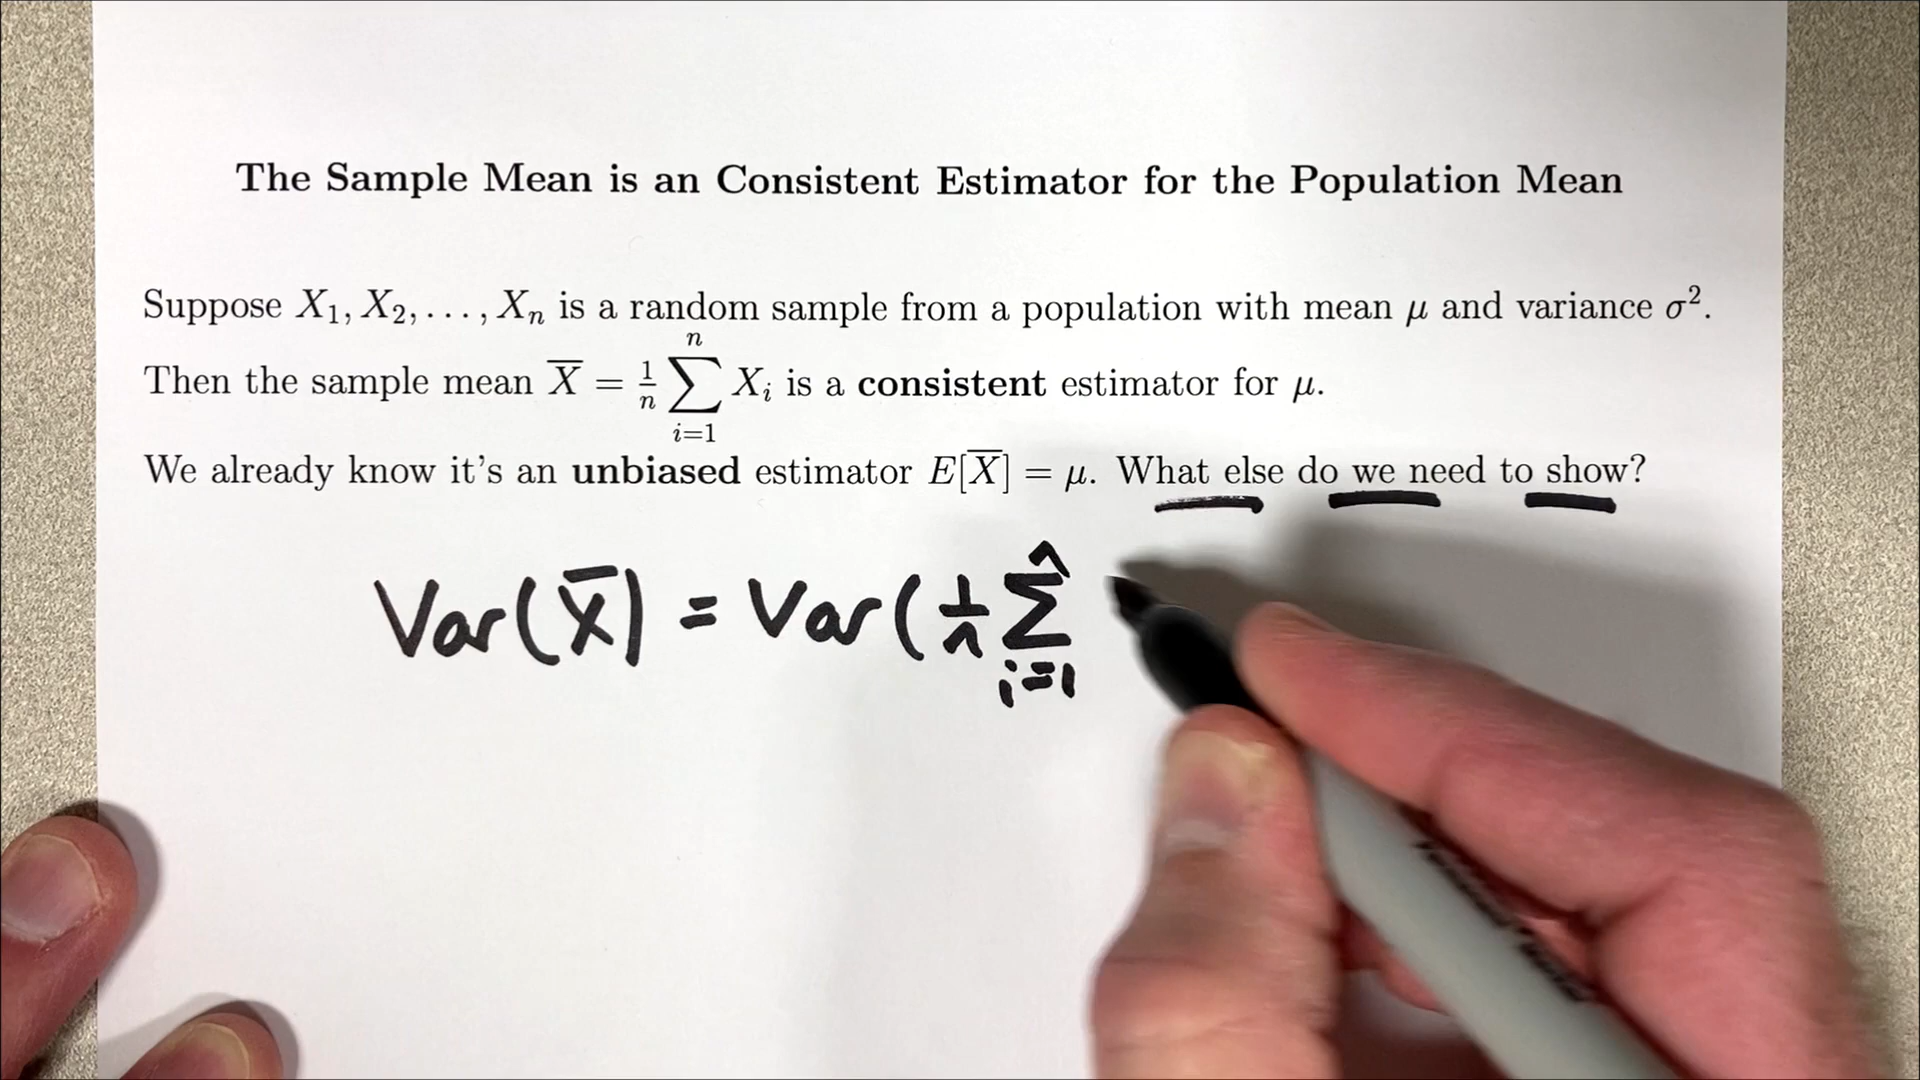 The Sample Mean is an Consistent Estimator for the Population Mean
Suppose X₁, X₂, . . . , Xₙ is a random sample from a population with mean μ and variance σ².
Then the sample mean X̅ = 1/n ∑ᵢ₌₁ⁿ Xᵢ is a consistent estimator for μ.
We already know it's an unbiased estimator E[X̅] = μ. What else do we need to show?
Var(X̅) = Var(1/n ∑ᵢ₌₁ⁿ